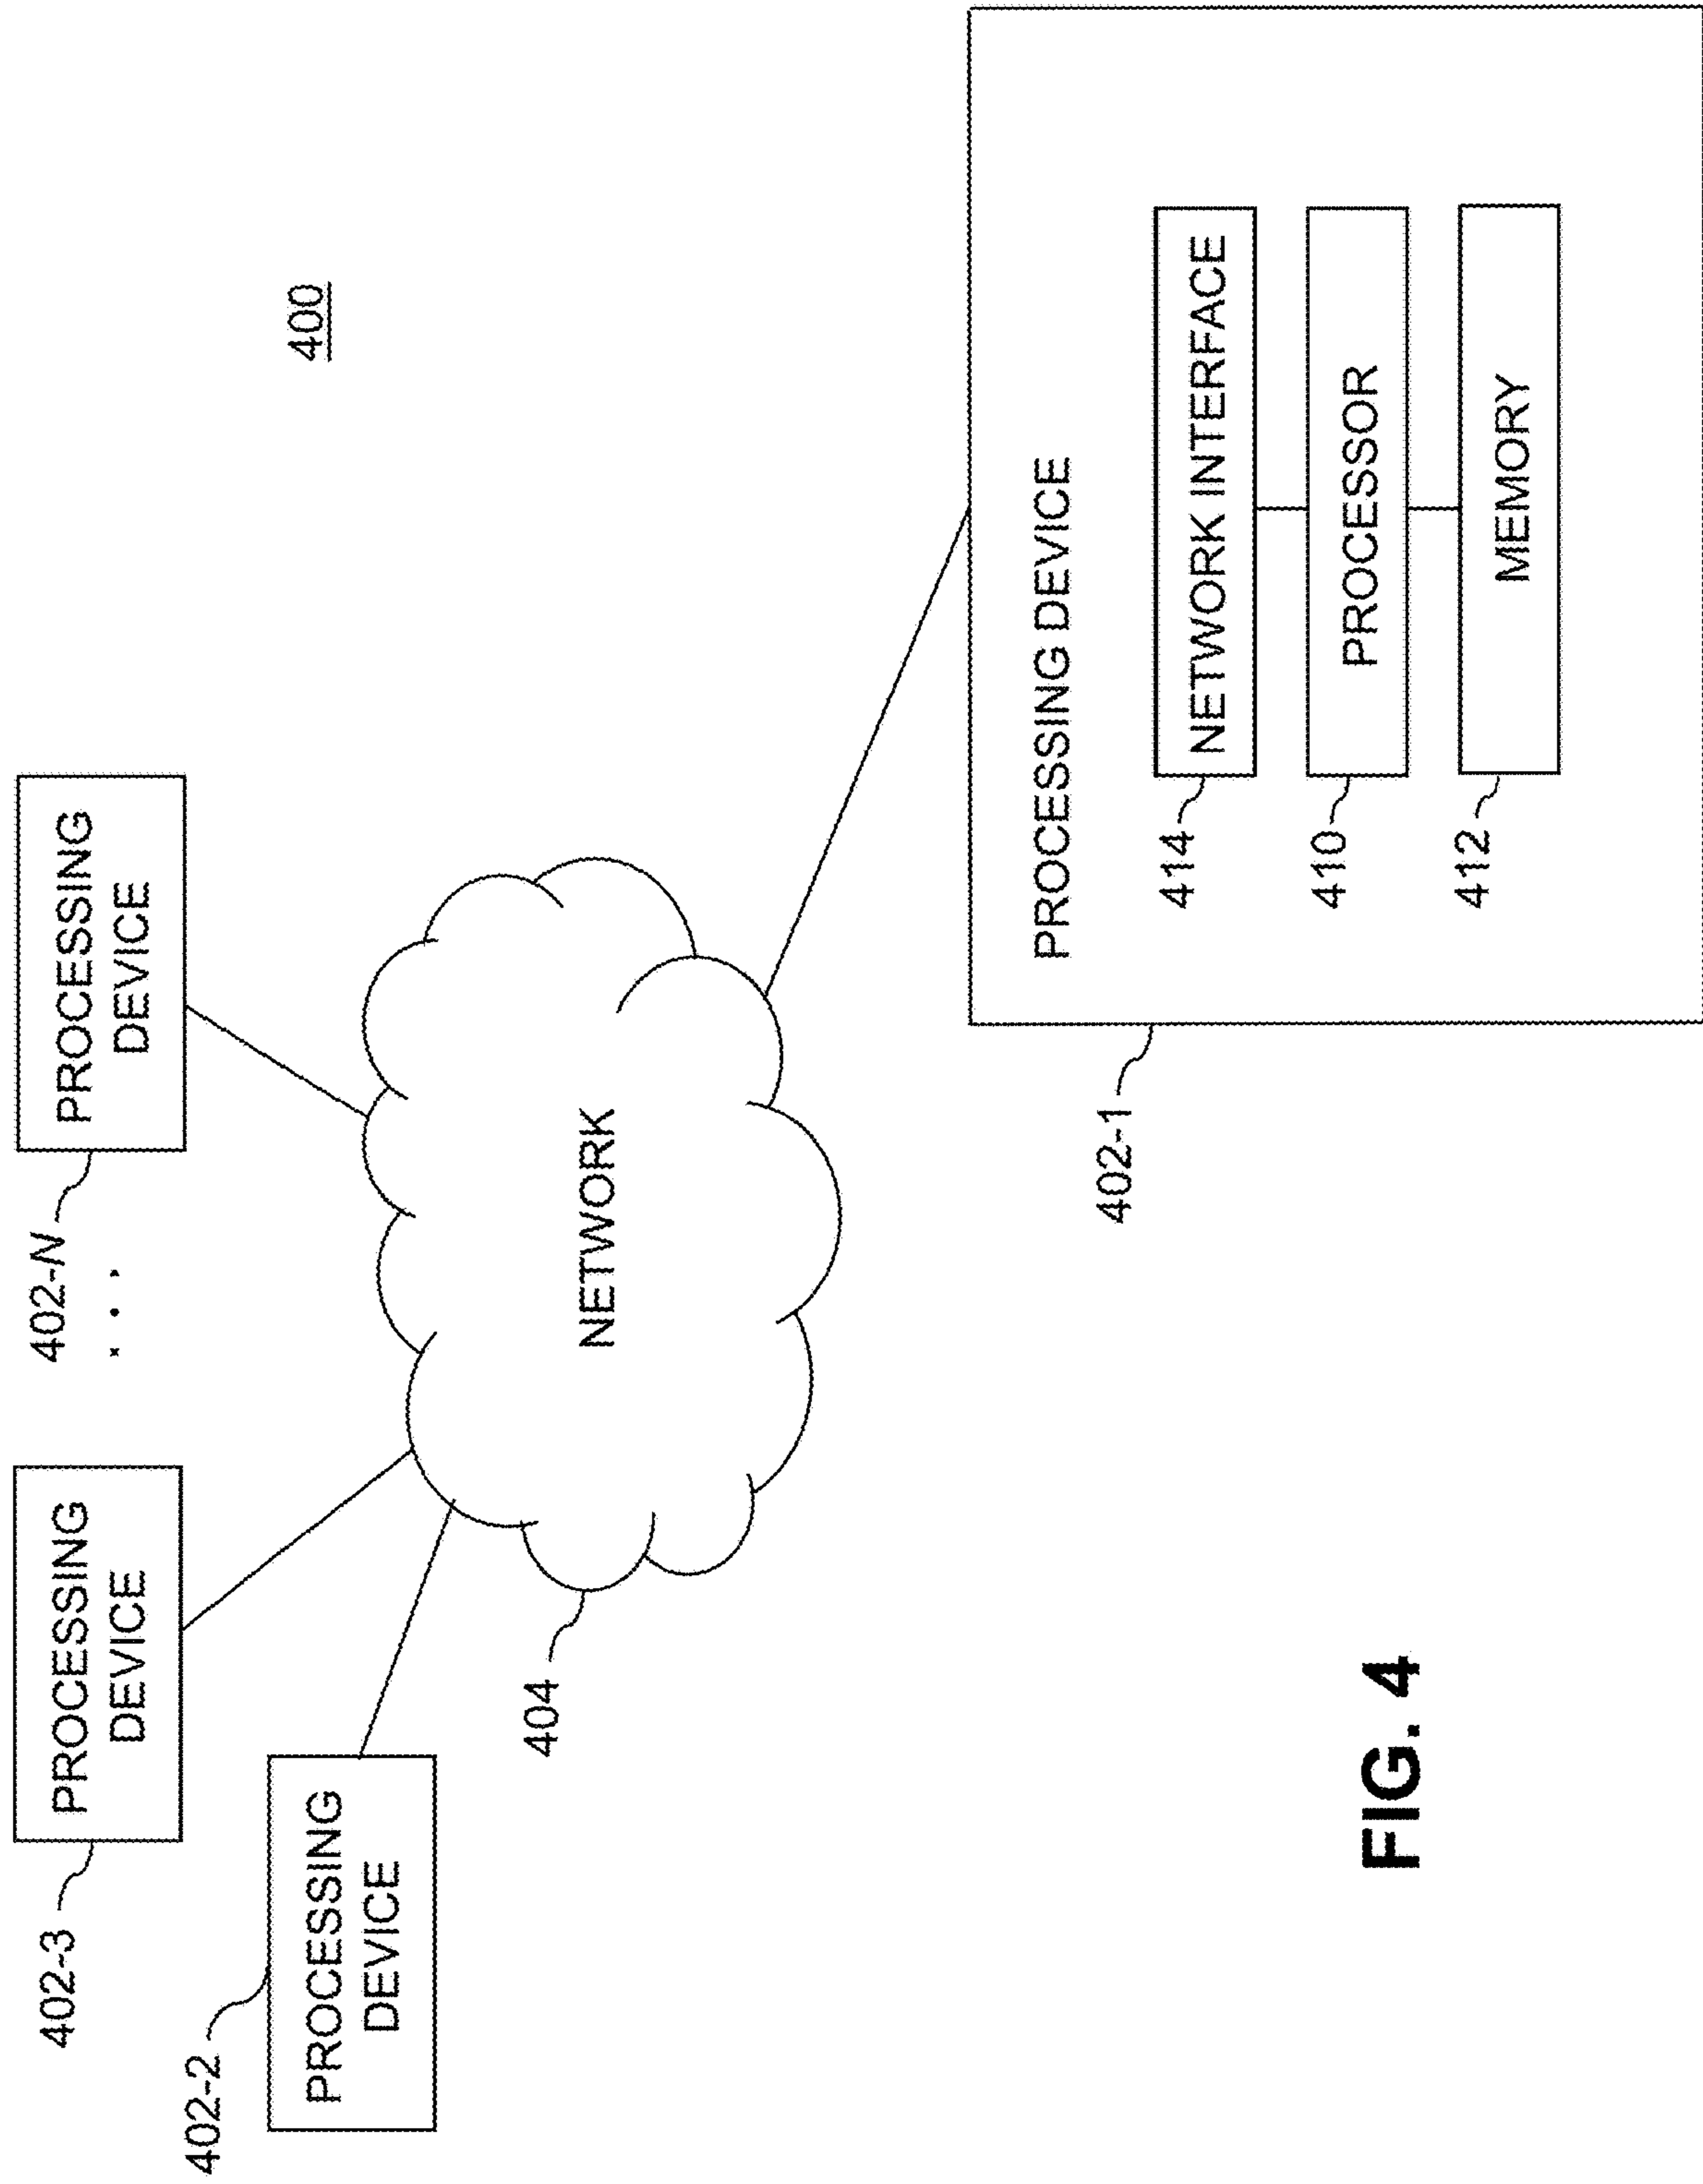 400
402-2
PROCESSING
DEVICE
402-3
PROCESSING
DEVICE
402-N
. . .
PROCESSING
DEVICE
404
NETWORK
402-1
PROCESSING DEVICE
414
NETWORK INTERFACE
410
PROCESSOR
412
MEMORY
FIG. 4